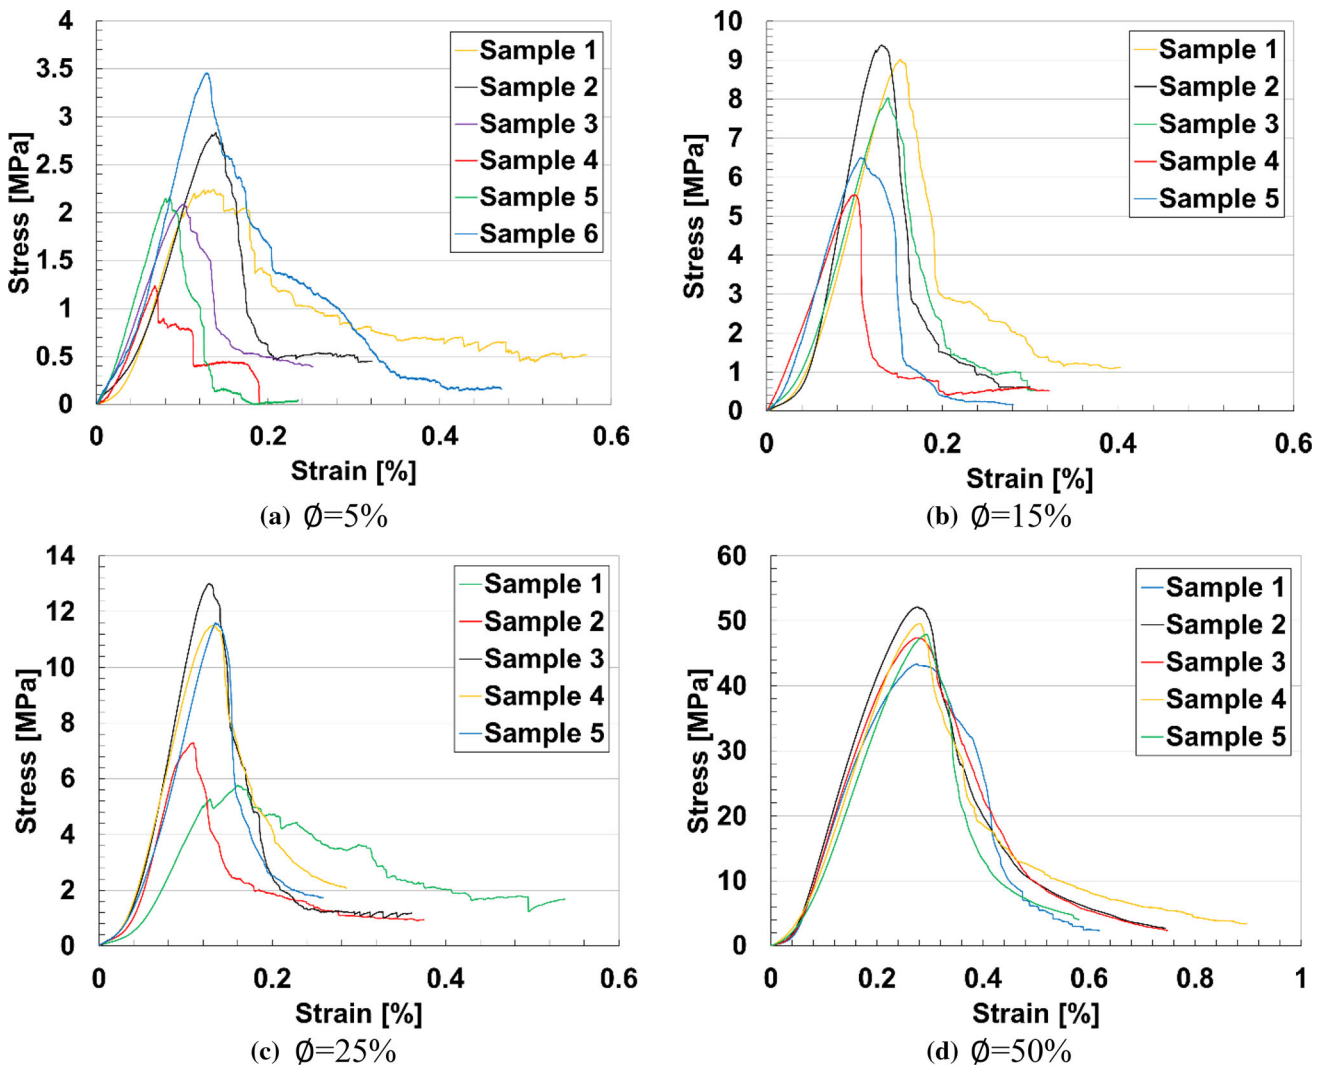 4
3.5
3
2.5
2
1.5
1
0.5
0
Stress [MPa]
Sample 1
Sample 2
Sample 3
Sample 4
Sample 5
Sample 6
0 0.2 0.4 0.6
Strain [%]
(a) ∅=5%
10
9
8
7
6
5
4
3
2
1
0
Stress [MPa]
Sample 1
Sample 2
Sample 3
Sample 4
Sample 5
0 0.2 0.4 0.6
Strain [%]
(b) ∅=15%
14
12
10
8
6
4
2
0
Stress [MPa]
Sample 1
Sample 2
Sample 3
Sample 4
Sample 5
0 0.2 0.4 0.6
Strain [%]
(c) ∅=25%
60
50
40
30
20
10
0
Stress [MPa]
Sample 1
Sample 2
Sample 3
Sample 4
Sample 5
0 0.2 0.4 0.6 0.8 1
Strain [%]
(d) ∅=50%